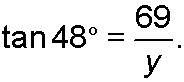 tan 48° = 69/y.